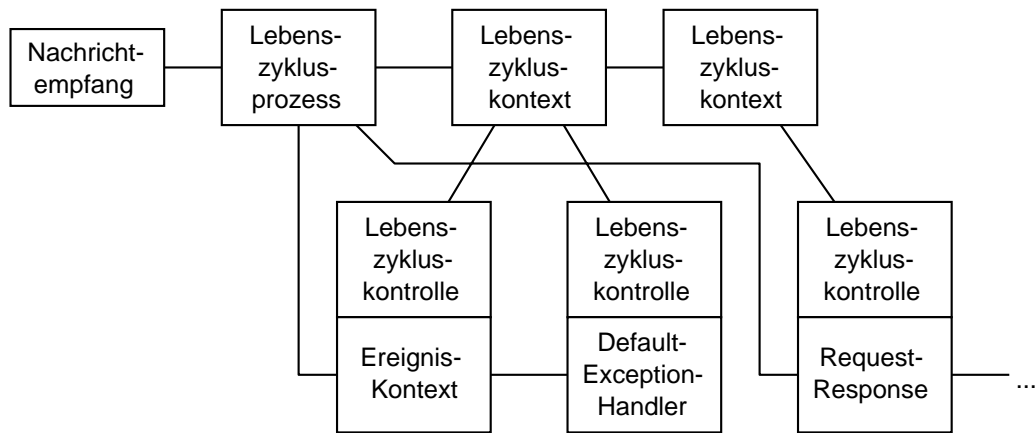 Nachricht-
empfang
Lebens-
zyklus-
prozess
Lebens-
zyklus-
kontext
Lebens-
zyklus-
kontext
Lebens-
zyklus-
kontrolle
Lebens-
zyklus-
kontrolle
Lebens-
zyklus-
kontrolle
Ereignis-
Kontext
Default-
Exception-
Handler
Request-
Response
...